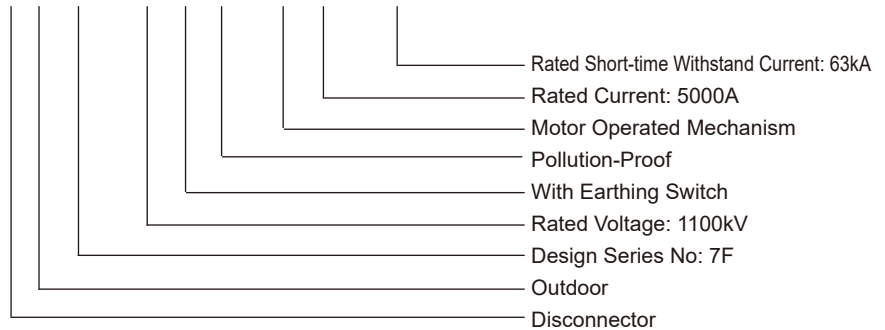 Rated Short-time Withstand Current: 63kA
Rated Current: 5000A
Motor Operated Mechanism
Pollution-Proof
With Earthing Switch
Rated Voltage: 1100kV
Design Series No: 7F
Outdoor
Disconnector